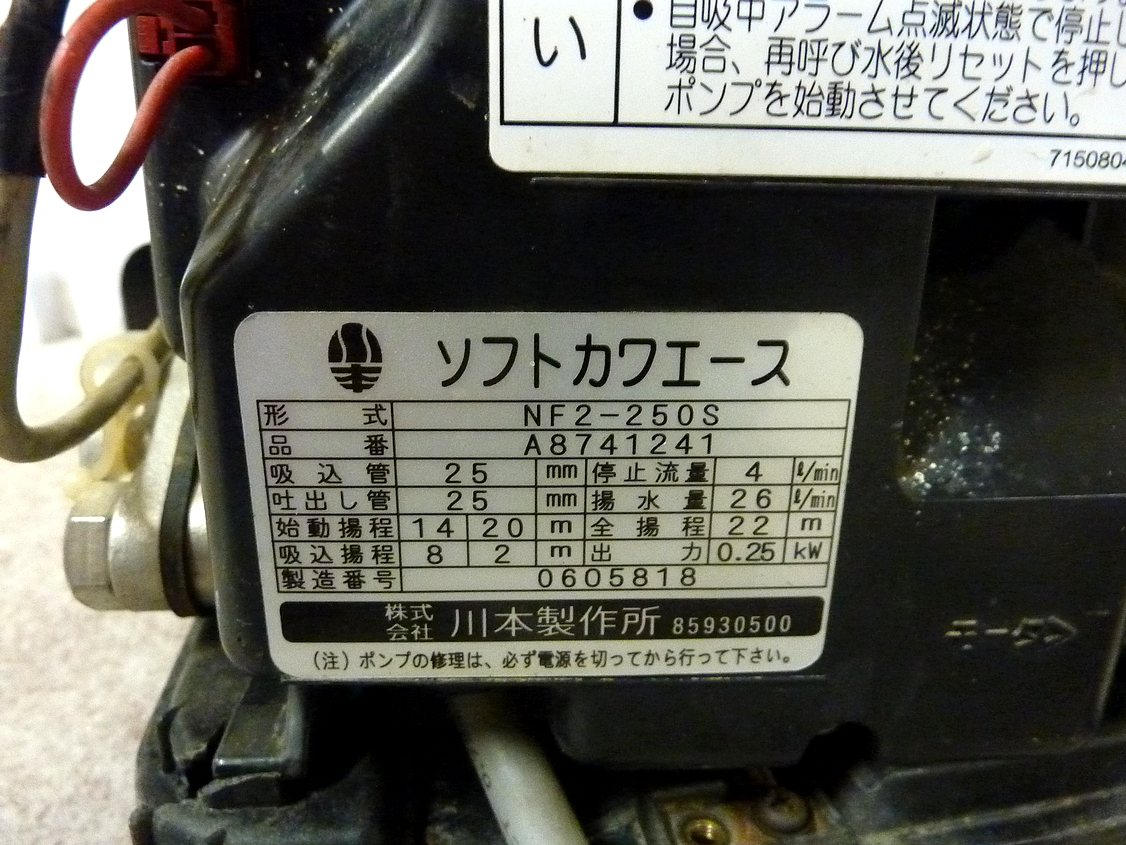 い
●自吸中アラーム点滅状態で停止し
場合、再呼び水後リセットを押し
ポンプを始動させてください。
715080
ソフトカワエース
形式 NF2-250S
品番 A8741241
吸込管 25 mm 停止流量 4 ℓ/min
吐出し管 25 mm 揚水量 26 ℓ/min
始動揚程 14 20 m 全揚程 22 m
吸込揚程 8 2 m 出力 0.25 kW
製造番号 0605818
株式会社 川本製作所 85930500
(注) ポンプの修理は、必ず電源を切ってから行って下さい。